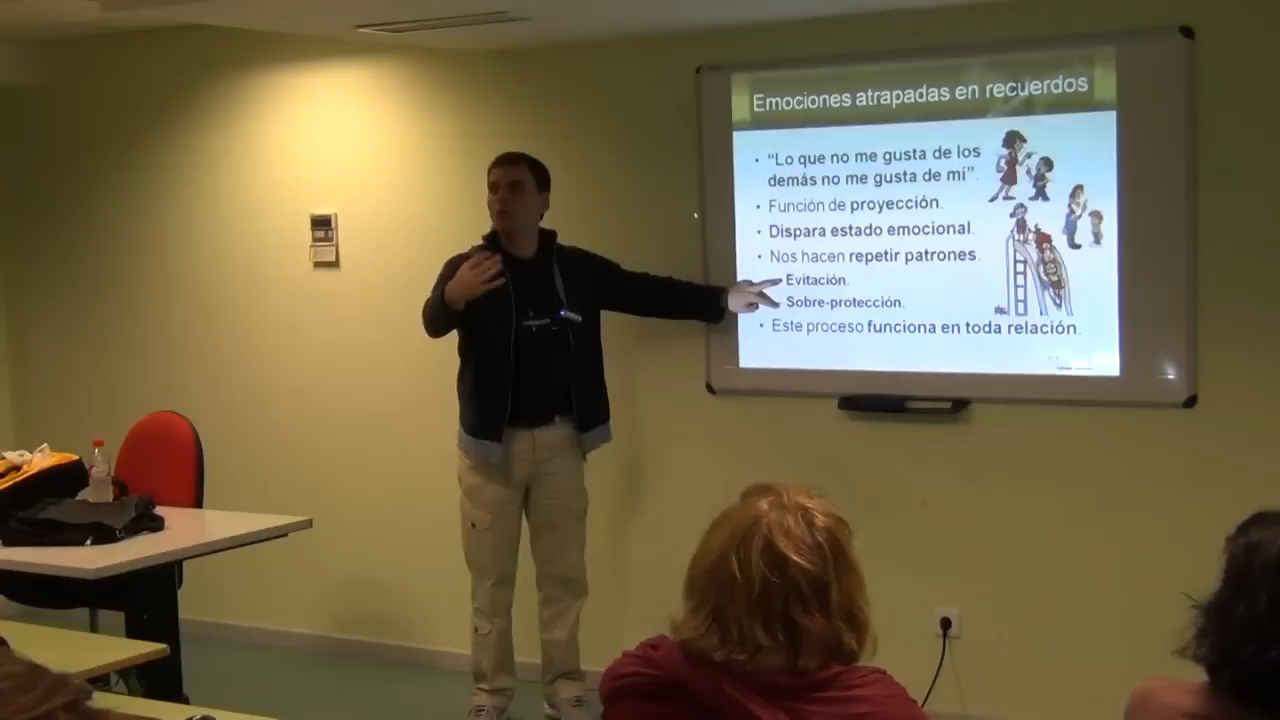 Emociones atrapadas en recuerdos
• “Lo que no me gusta de los
demás no me gusta de mí”.
• Función de proyección.
• Dispara estado emocional.
• Nos hacen repetir patrones.
Evitación.
Sobre-protección.
• Este proceso funciona en toda relación.